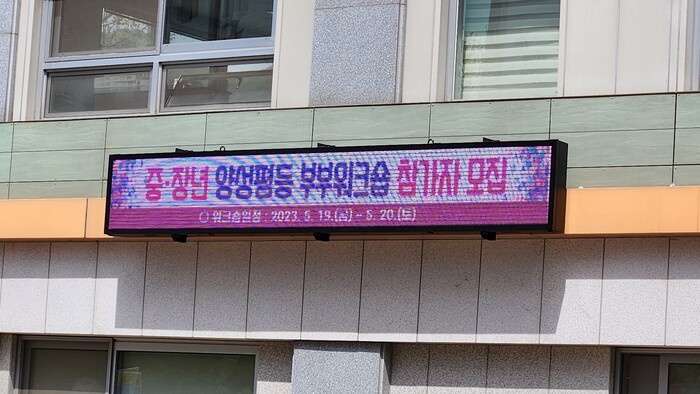 중·장년 양성평등 부부워크숍 참가자 모집
○ 워크숍일정 : 2023. 5. 19.(금) ~ 5. 20.(토)